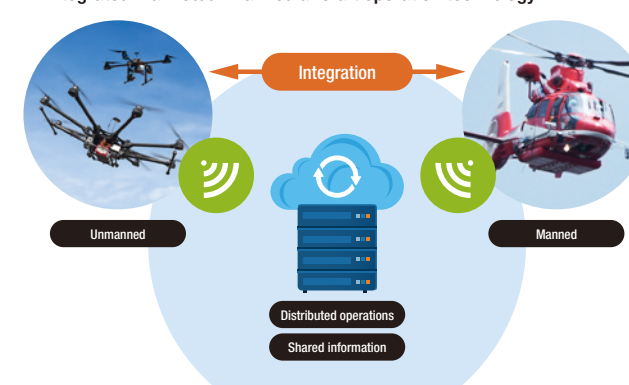 Integration
Unmanned
Manned
Distributed operations
Shared information